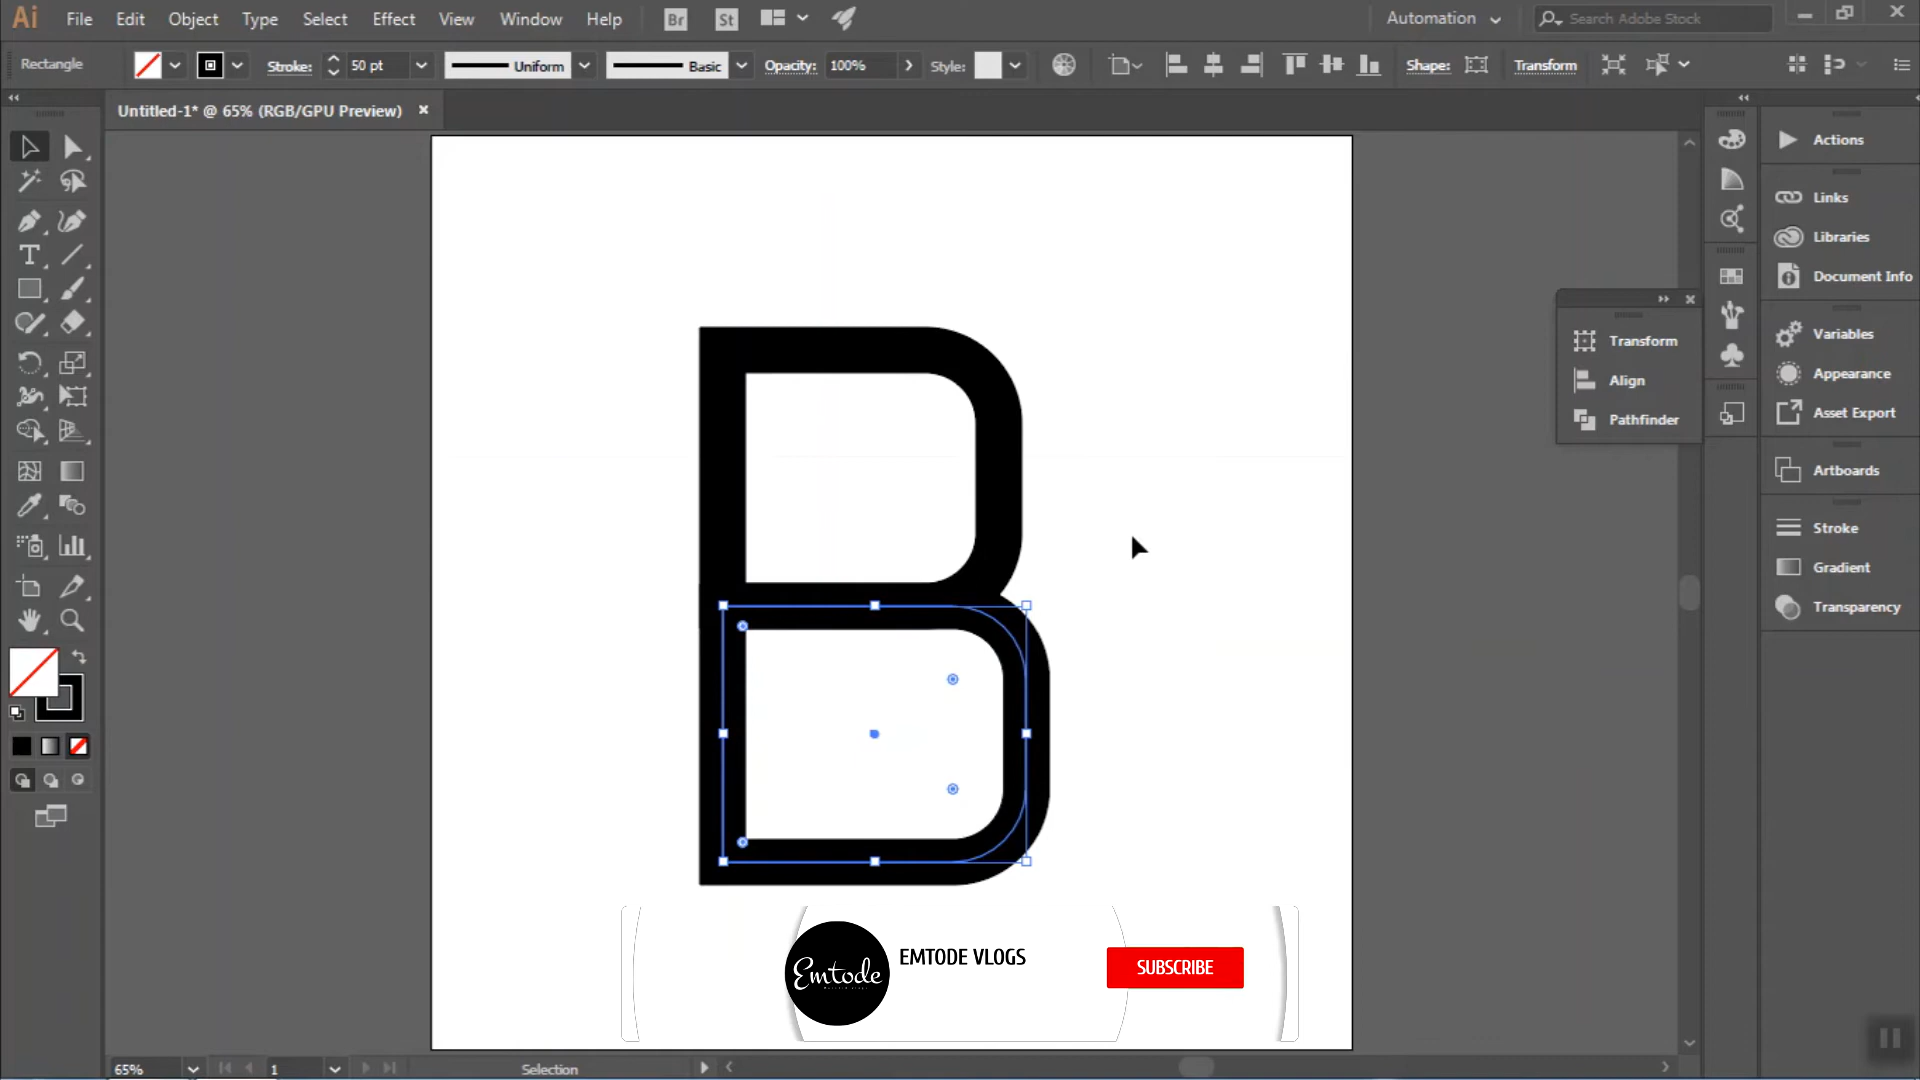 Ai File Edit Object Type Select Effect View Window Help Br St Automation Search Adobe Stock
Rectangle Stroke: 50 pt Uniform Basic Opacity: 100% Style: Shape: Transform
Untitled-1* @ 65% (RGB/GPU Preview)
Actions
Links
Libraries
Document Info
Variables
Appearance
Asset Export
Artboards
Stroke
Gradient
Transparency
Transform
Align
Pathfinder
B
Emtode
EMTODE VLOGS
SUBSCRIBE
65% 1 Selection